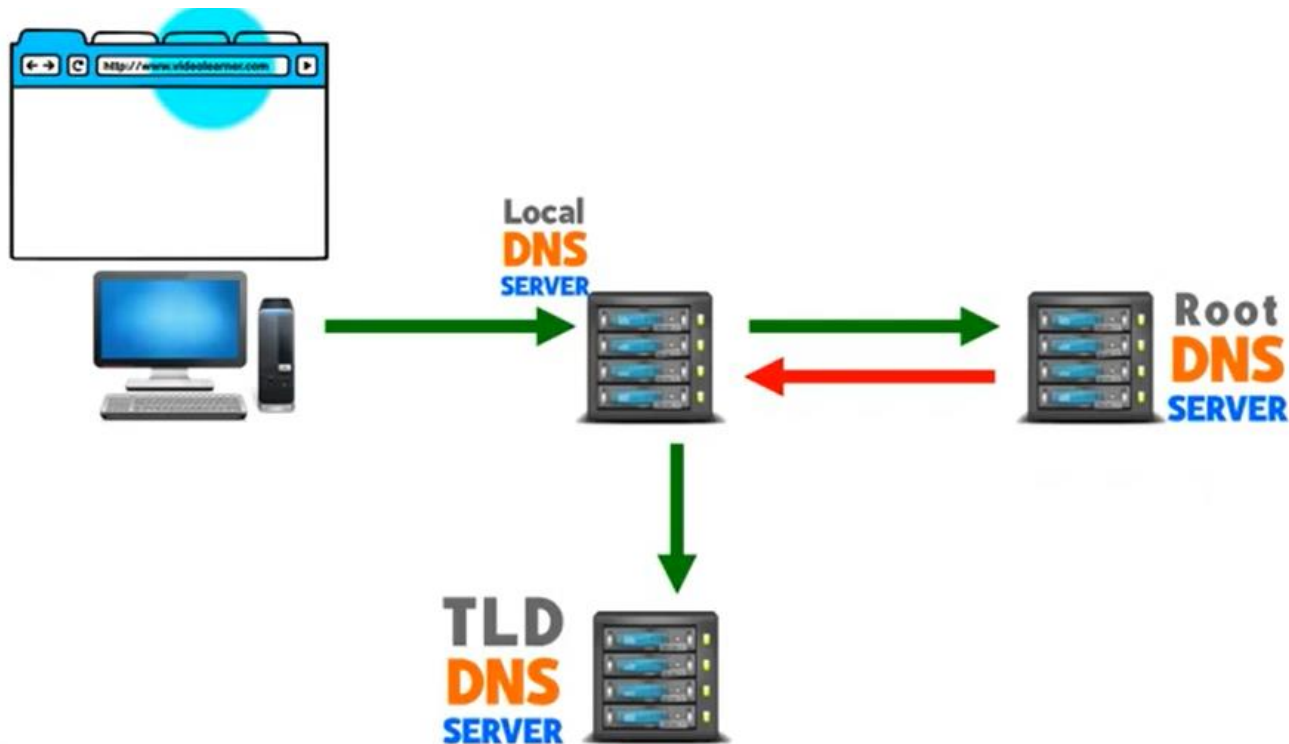 http://www.videolearner.com
Local
DNS
SERVER
Root
DNS
SERVER
TLD
DNS
SERVER